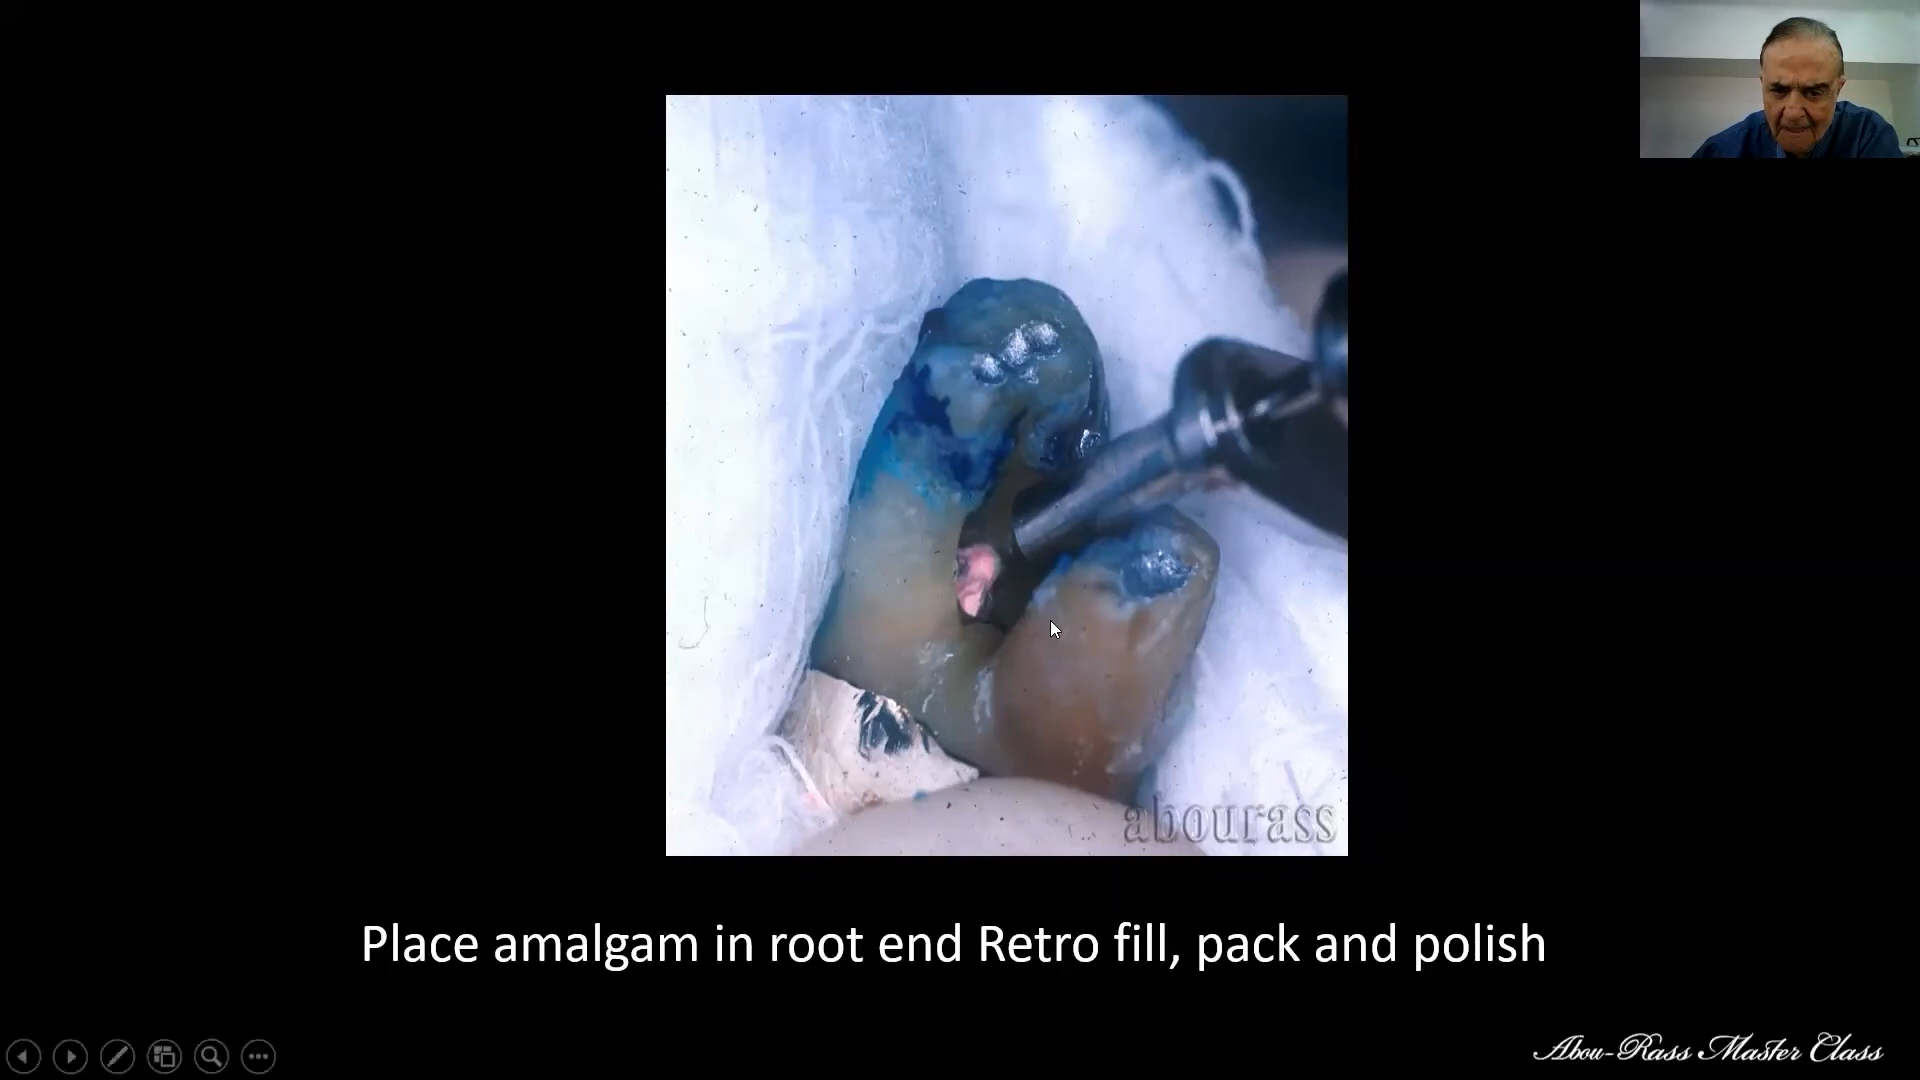 abourass
Place amalgam in root end Retro fill, pack and polish
Abou-Rass Master Class